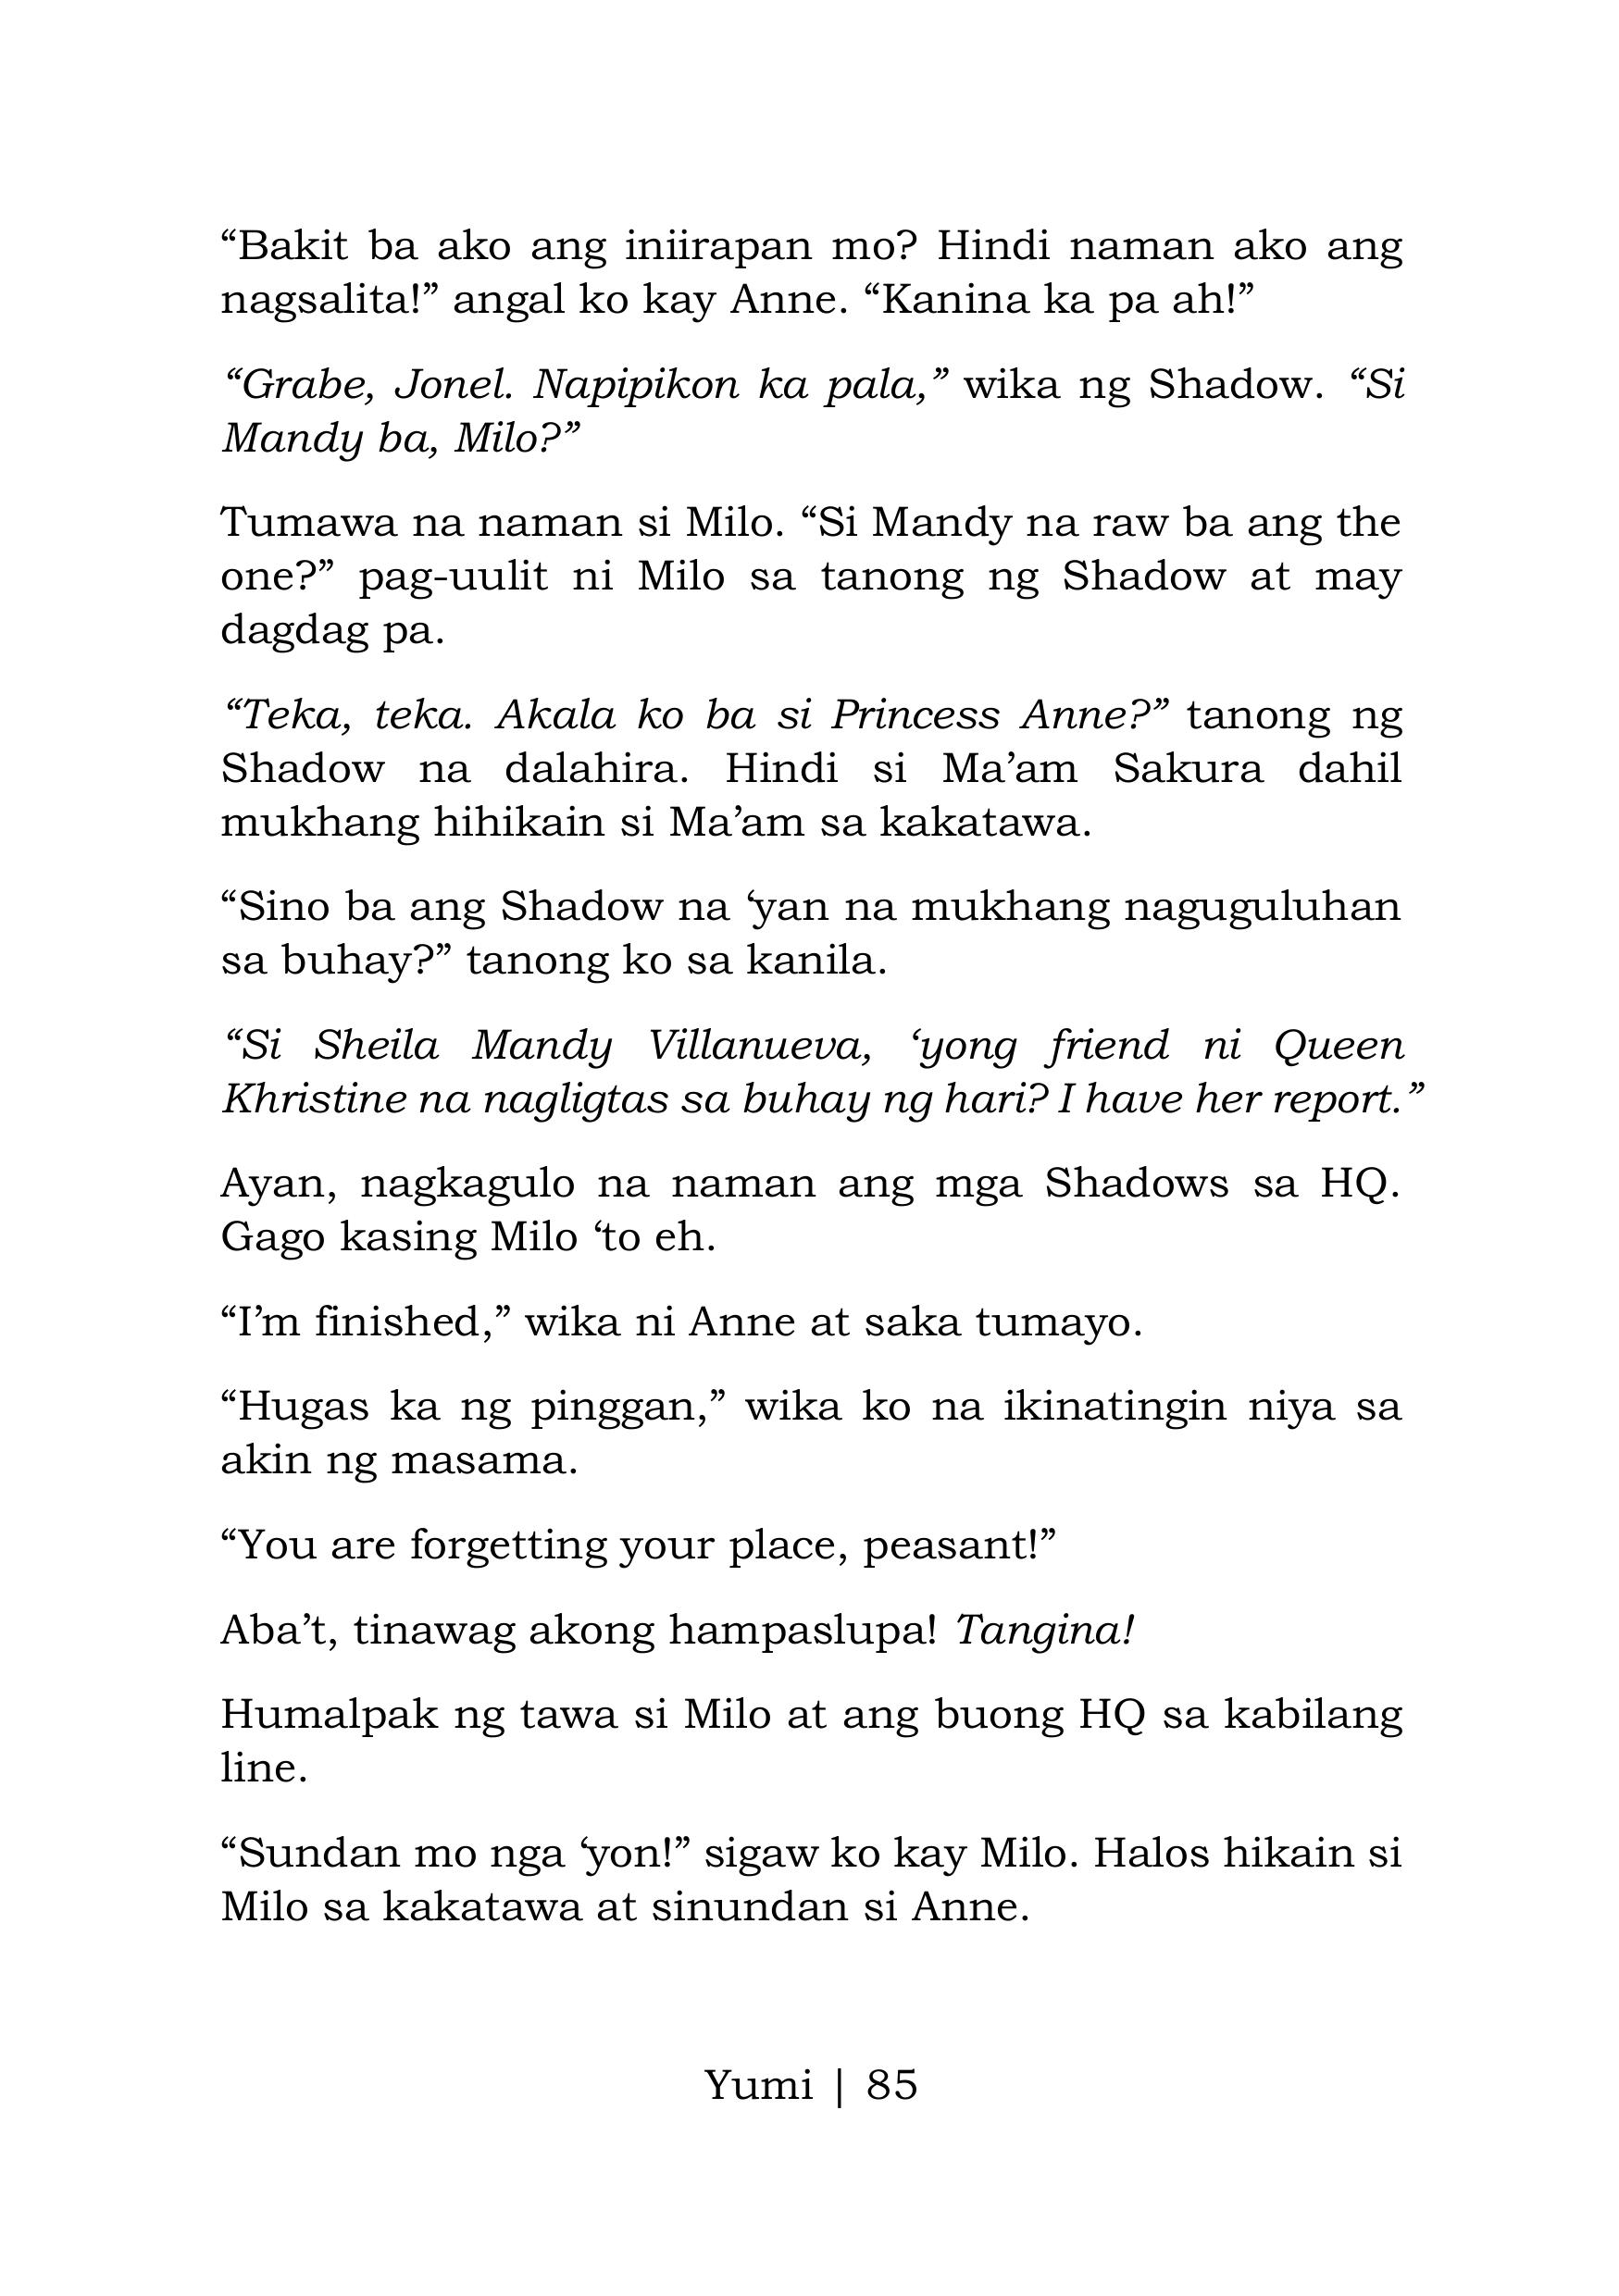 “Bakit ba ako ang iniirapan mo? Hindi naman ako ang
nagsalita!” angal ko kay Anne. “Kanina ka pa ah!”
“Grabe, Jonel. Napipikon ka pala,” wika ng Shadow. “Si
Mandy ba, Milo?”
Tumawa na naman si Milo. “Si Mandy na raw ba ang the
one?” pag-uulit ni Milo sa tanong ng Shadow at may
dagdag pa.
“Teka, teka. Akala ko ba si Princess Anne?” tanong ng
Shadow na dalahira. Hindi si Ma’am Sakura dahil
mukhang hihikain si Ma’am sa kakatawa.
“Sino ba ang Shadow na ‘yan na mukhang naguguluhan
sa buhay?” tanong ko sa kanila.
“Si Sheila Mandy Villanueva, ‘yong friend ni Queen
Khristine na nagligtas sa buhay ng hari? I have her report.”
Ayan, nagkagulo na naman ang mga Shadows sa HQ.
Gago kasing Milo ‘to eh.
“I’m finished,” wika ni Anne at saka tumayo.
“Hugas ka ng pinggan,” wika ko na ikinatingin niya sa
akin ng masama.
“You are forgetting your place, peasant!”
Aba’t, tinawag akong hampaslupa! Tangina!
Humalpak ng tawa si Milo at ang buong HQ sa kabilang
line.
“Sundan mo nga ‘yon!” sigaw ko kay Milo. Halos hikain si
Milo sa kakatawa at sinundan si Anne.
Yumi | 85